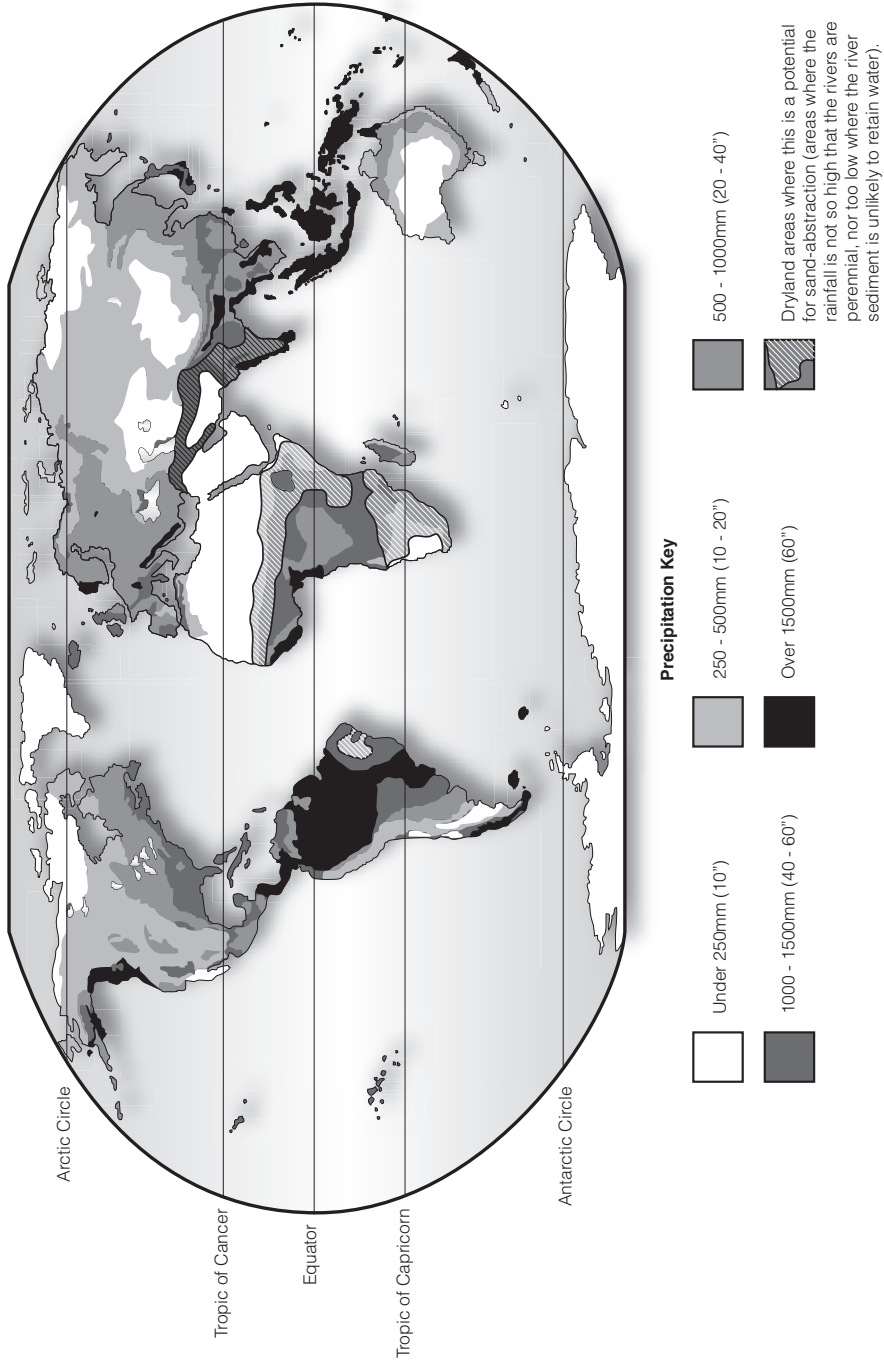 Arctic Circle
Tropic of Cancer
Equator
Tropic of Capricorn
Antarctic Circle
Precipitation Key
Under 250mm (10")
250 - 500mm (10 - 20")
500 - 1000mm (20 - 40")
1000 - 1500mm (40 - 60")
Over 1500mm (60")
Dryland areas where this is a potential
for sand-abstraction (areas where the
rainfall is not so high that the rivers are
perennial, nor too low where the river
sediment is unlikely to retain water).